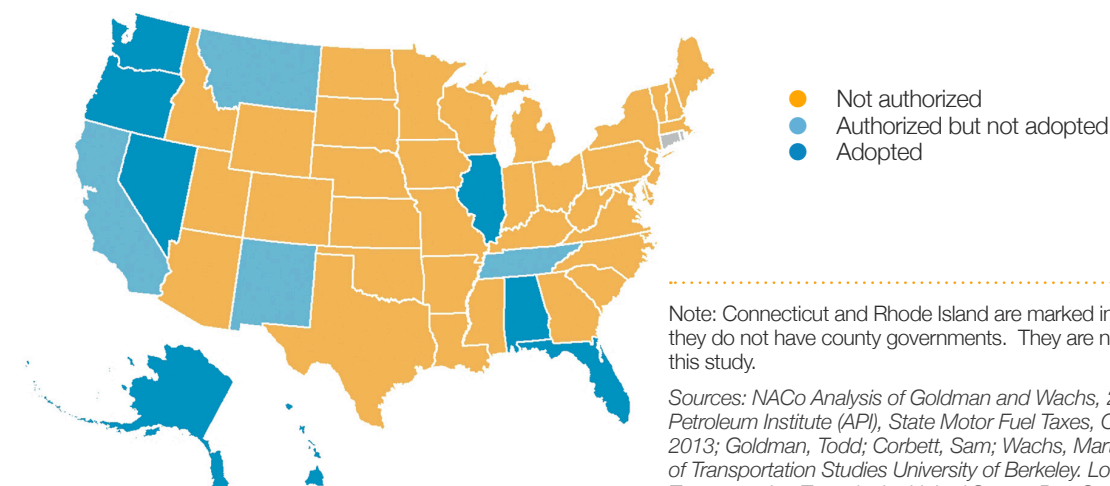 Not authorized
Authorized but not adopted
Adopted
Note: Connecticut and Rhode Island are marked in
they do not have county governments. They are n
this study.
Sources: NACo Analysis of Goldman and Wachs, 2
Petroleum Institute (API), State Motor Fuel Taxes, O
2013; Goldman, Todd; Corbett, Sam; Wachs, Mart
of Transportation Studies University of Berkeley. Lo